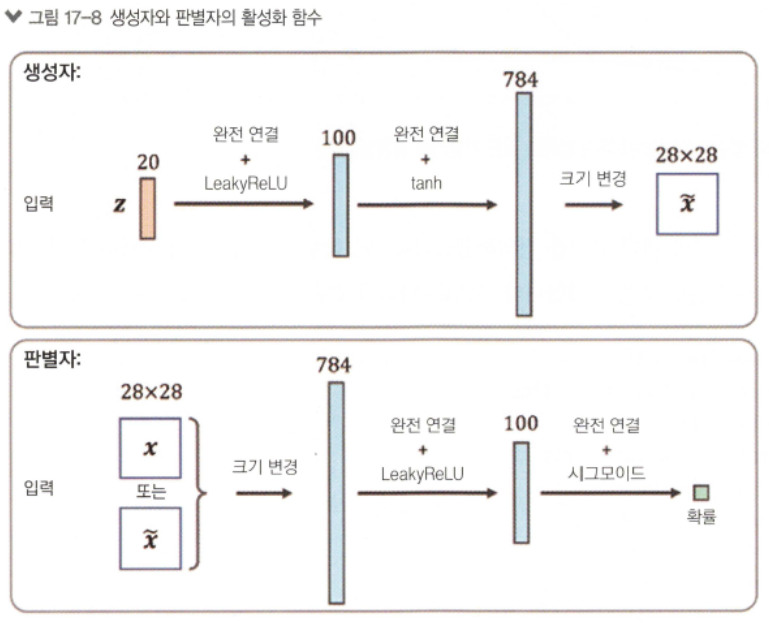 그림 17-8 생성자와 판별자의 활성화 함수
생성자:
784
완전 연결
+
LeakyReLU
100
완전 연결
+
tanh
20
28×28
크기 변경
입력
z
x̃
판별자:
784
28×28
완전 연결
+
LeakyReLU
100
완전 연결
+
시그모이드
x
크기 변경
입력
또는
확률
x̃